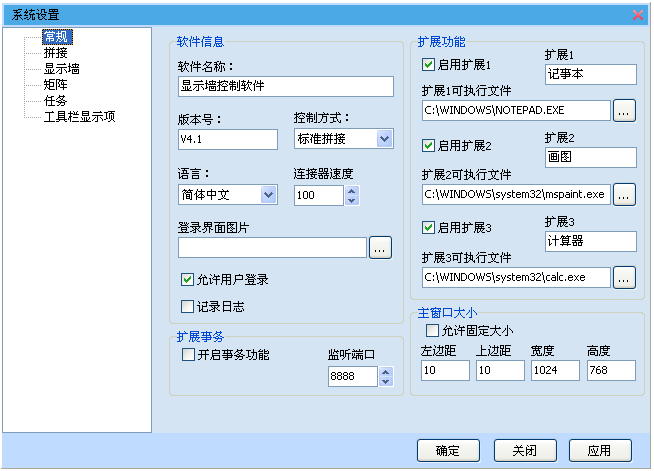 系统设置
常规
拼接
显示墙
矩阵
任务
工具栏显示项
软件信息
软件名称：
显示墙控制软件
版本号：
控制方式：
V4.1
标准拼接
语言：
连接器速度
简体中文
100
登录界面图片
...
允许用户登录
记录日志
扩展事务
开启事务功能
监听端口
8888
扩展功能
启用扩展1
扩展1
记事本
扩展1可执行文件
C:\WINDOWS\NOTEPAD.EXE
...
启用扩展2
扩展2
画图
扩展2可执行文件
C:\WINDOWS\system32\mspaint.exe
...
启用扩展3
扩展3
计算器
扩展3可执行文件
C:\WINDOWS\system32\calc.exe
...
主窗口大小
允许固定大小
左边距
上边距
宽度
高度
10
10
1024
768
确定
关闭
应用